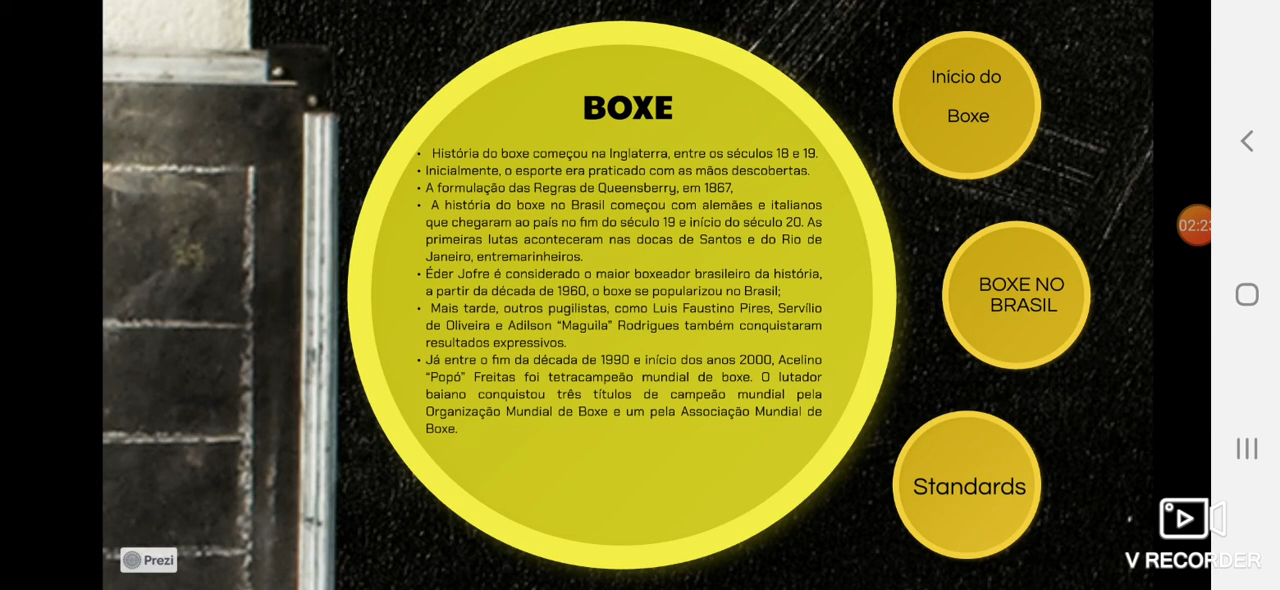 BOXE
• História do boxe começou na Inglaterra, entre os séculos 18 e 19.
• Inicialmente, o esporte era praticado com as mãos descobertas.
• A formulação das Regras de Queensberry, em 1867,
• A história do boxe no Brasil começou com alemães e italianos
que chegaram ao país no fim do século 19 e início do século 20. As
primeiras lutas aconteceram nas docas de Santos e do Rio de
Janeiro, entremarinheiros.
• Éder Jofre é considerado o maior boxeador brasileiro da história,
a partir da década de 1960, o boxe se popularizou no Brasil;
• Mais tarde, outros pugilistas, como Luis Faustino Pires, Servílio
de Oliveira e Adilson “Maguila” Rodrigues também conquistaram
resultados expressivos.
• Já entre o fim da década de 1990 e início dos anos 2000, Acelino
“Popó” Freitas foi tetracampeão mundial de boxe. O lutador
baiano conquistou três títulos de campeão mundial pela
Organização Mundial de Boxe e um pela Associação Mundial de
Boxe.
Início do
Boxe
BOXE NO
BRASIL
Standards
Prezi
V RECORDER